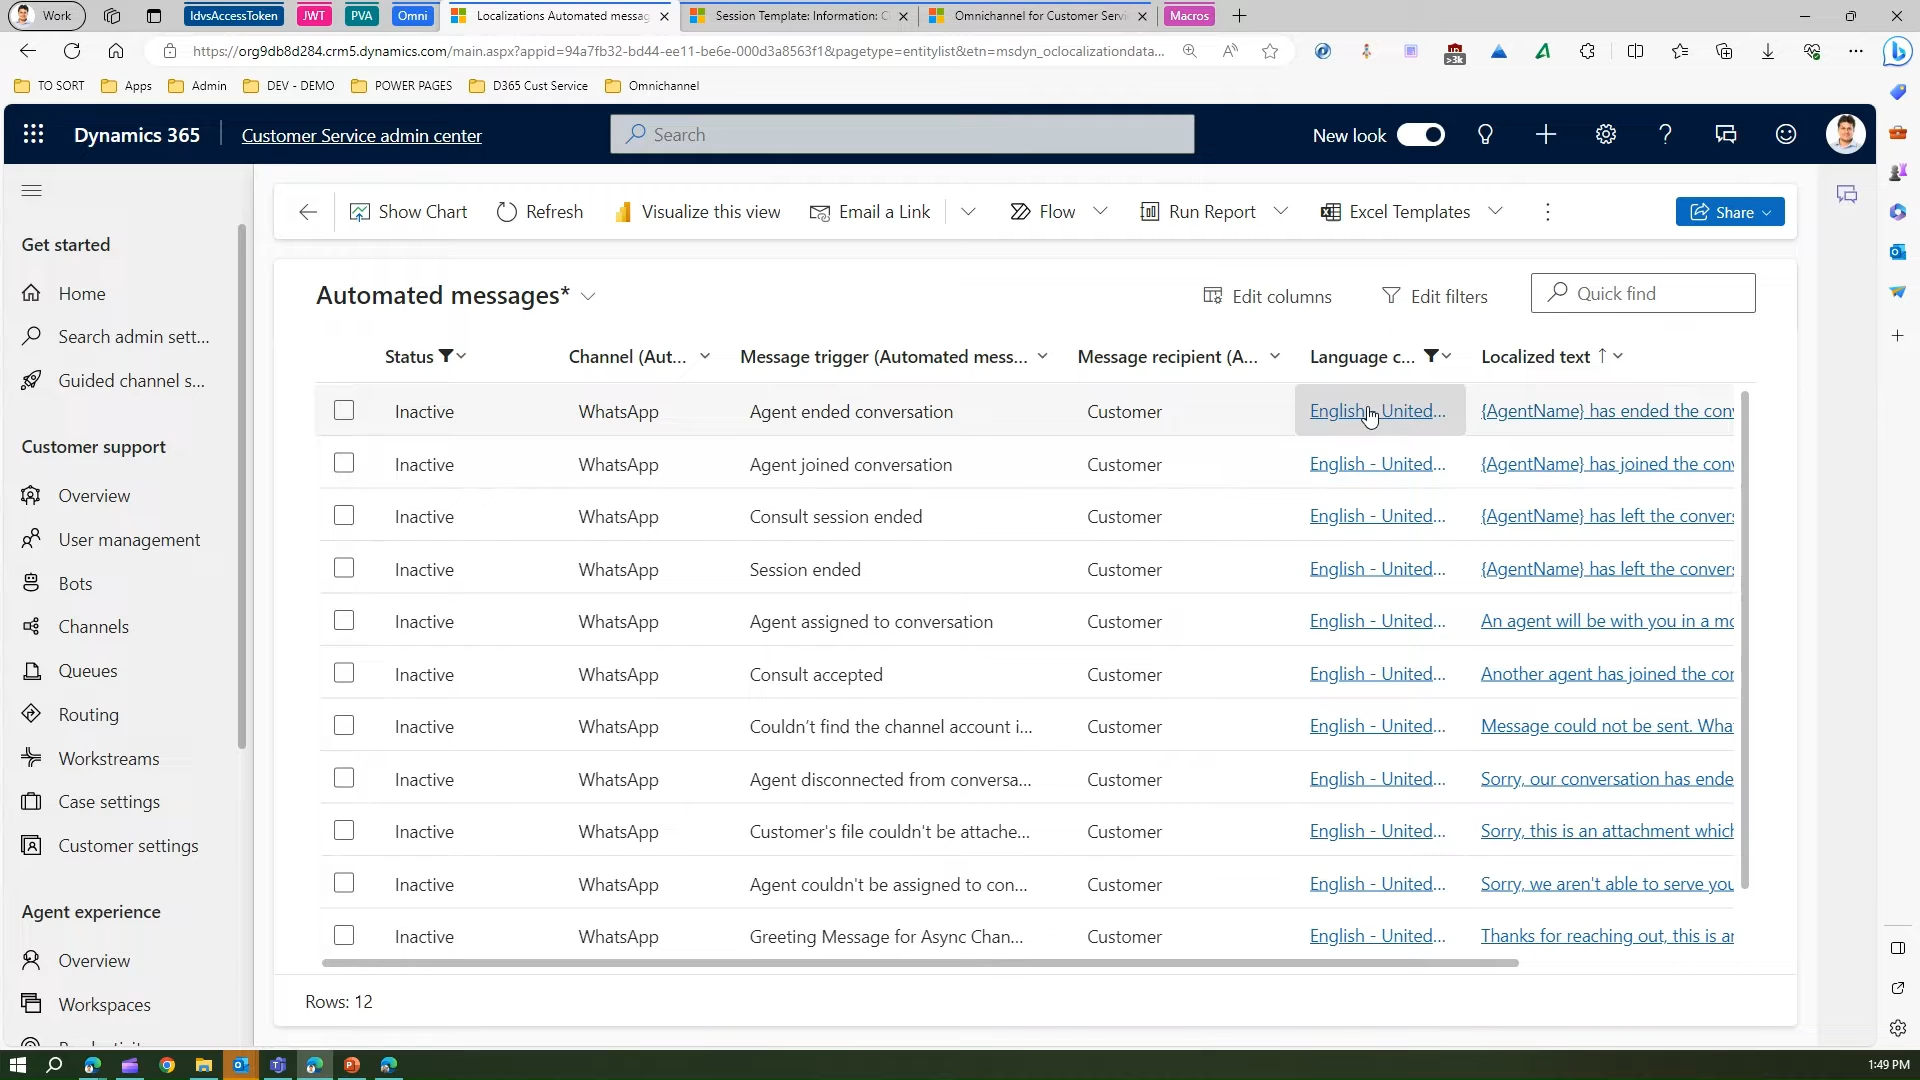 Work
IdvsAccessToken
JWT
PVA
Omni
Localizations Automated messag
Session Template: Information: C
Omnichannel for Customer Servi
Macros
https://org9db8d284.crm5.dynamics.com/main.aspx?appid=94a7fb32-bd44-ee11-be6e-000d3a8563f1&pagetype=entitylist&etn=msdyn_oclocalizationdata...
>3k
TO SORT
Apps
Admin
DEV - DEMO
POWER PAGES
D365 Cust Service
Omnichannel
Dynamics 365
Customer Service admin center
Search
New look
Show Chart
Refresh
Visualize this view
Email a Link
Flow
Run Report
Excel Templates
Share
Get started
Home
Search admin sett...
Guided channel s...
Customer support
Overview
User management
Bots
Channels
Queues
Routing
Workstreams
Case settings
Customer settings
Agent experience
Overview
Workspaces
Automated messages*
Edit columns
Edit filters
Quick find
Status Channel (Aut... Message trigger (Automated mess... Message recipient (A... Language c... Localized text ↑
Inactive WhatsApp Agent ended conversation Customer English - United... {AgentName} has ended the conv
Inactive WhatsApp Agent joined conversation Customer English - United... {AgentName} has joined the conv
Inactive WhatsApp Consult session ended Customer English - United... {AgentName} has left the convers
Inactive WhatsApp Session ended Customer English - United... {AgentName} has left the convers
Inactive WhatsApp Agent assigned to conversation Customer English - United... An agent will be with you in a mo
Inactive WhatsApp Consult accepted Customer English - United... Another agent has joined the cor
Inactive WhatsApp Couldn't find the channel account i... Customer English - United... Message could not be sent. Wha
Inactive WhatsApp Agent disconnected from conversa... Customer English - United... Sorry, our conversation has ende
Inactive WhatsApp Customer's file couldn't be attache... Customer English - United... Sorry, this is an attachment which
Inactive WhatsApp Agent couldn't be assigned to con... Customer English - United... Sorry, we aren't able to serve you
Inactive WhatsApp Greeting Message for Async Chan... Customer English - United... Thanks for reaching out, this is ar
Rows: 12
1:49 PM